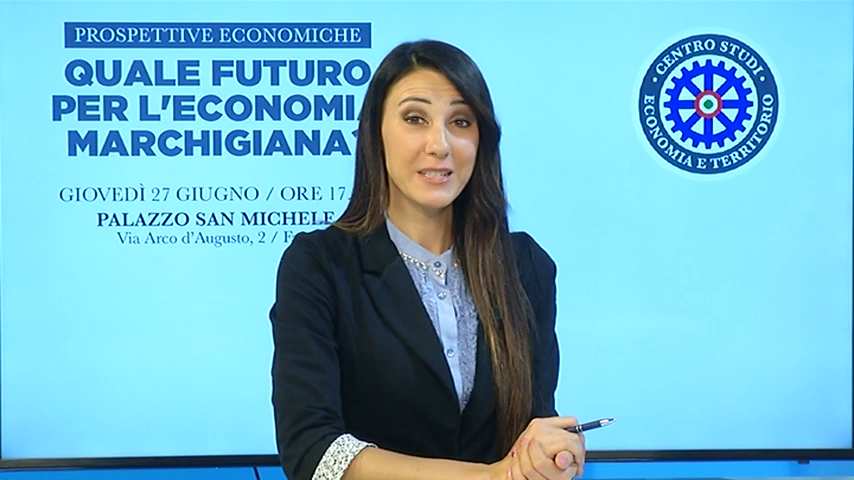 PROSPETTIVE ECONOMICHE
QUALE FUTURO
PER L'ECONOMIA
MARCHIGIANA?
GIOVEDÌ 27 GIUGNO / ORE 17
PALAZZO SAN MICHELE
Via Arco d'Augusto, 2 /
CENTRO STUDI
ECONOMIA E TERRITORIO